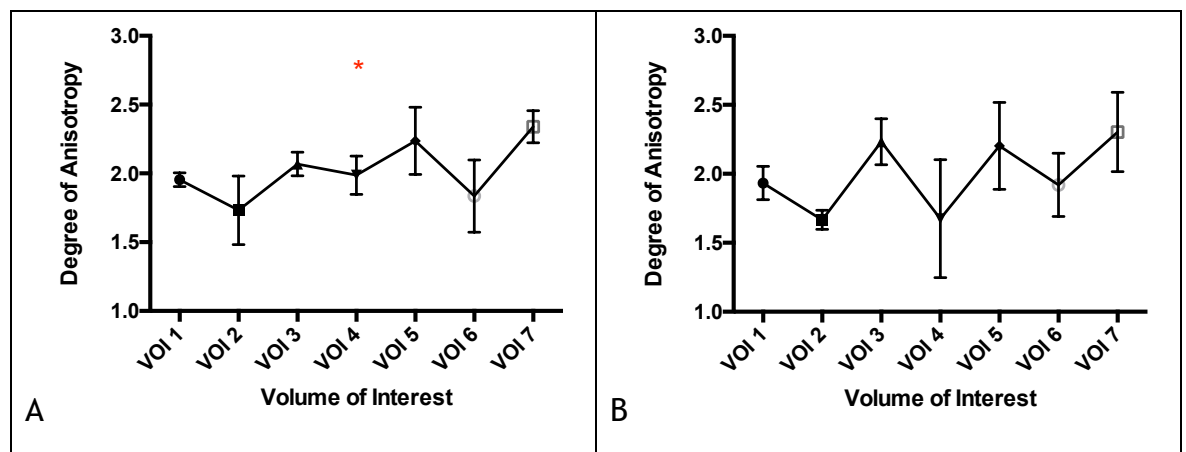 3.0
2.5
2.0
1.5
1.0
Degree of Anisotropy
*
VOI 1
VOI 2
VOI 3
VOI 4
VOI 5
VOI 6
VOI 7
Volume of Interest
A
3.0
2.5
2.0
1.5
1.0
Degree of Anisotropy
VOI 1
VOI 2
VOI 3
VOI 4
VOI 5
VOI 6
VOI 7
Volume of Interest
B